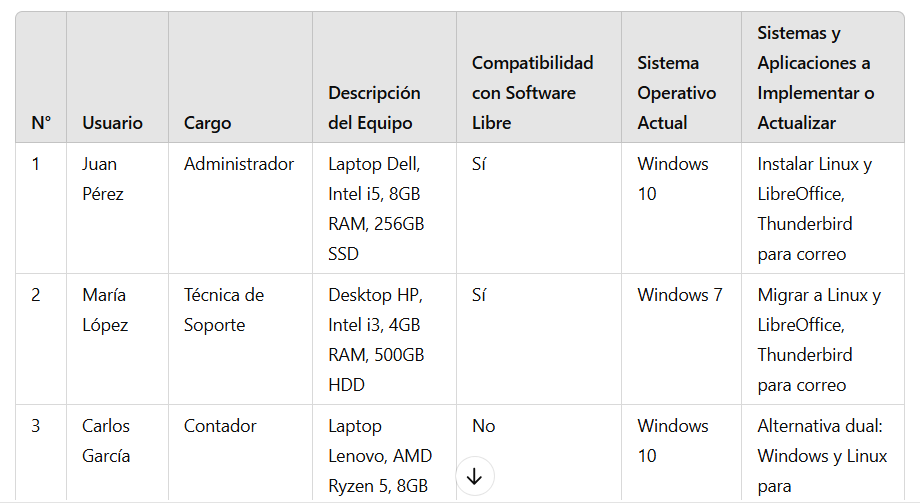 N°
Usuario
Cargo
Descripción
del Equipo
Compatibilidad
con Software
Libre
Sistema
Operativo
Actual
Sistemas y
Aplicaciones a
Implementar o
Actualizar
1
Juan
Pérez
Administrador
Laptop Dell,
Intel i5, 8GB
RAM, 256GB
SSD
Sí
Windows
10
Instalar Linux y
LibreOffice,
Thunderbird
para correo
2
María
López
Técnica de
Soporte
Desktop HP,
Intel i3, 4GB
RAM, 500GB
HDD
Sí
Windows 7
Migrar a Linux y
LibreOffice,
Thunderbird
para correo
3
Carlos
García
Contador
Laptop
Lenovo, AMD
Ryzen 5, 8GB
No
Windows
10
Alternativa dual:
Windows y Linux
para